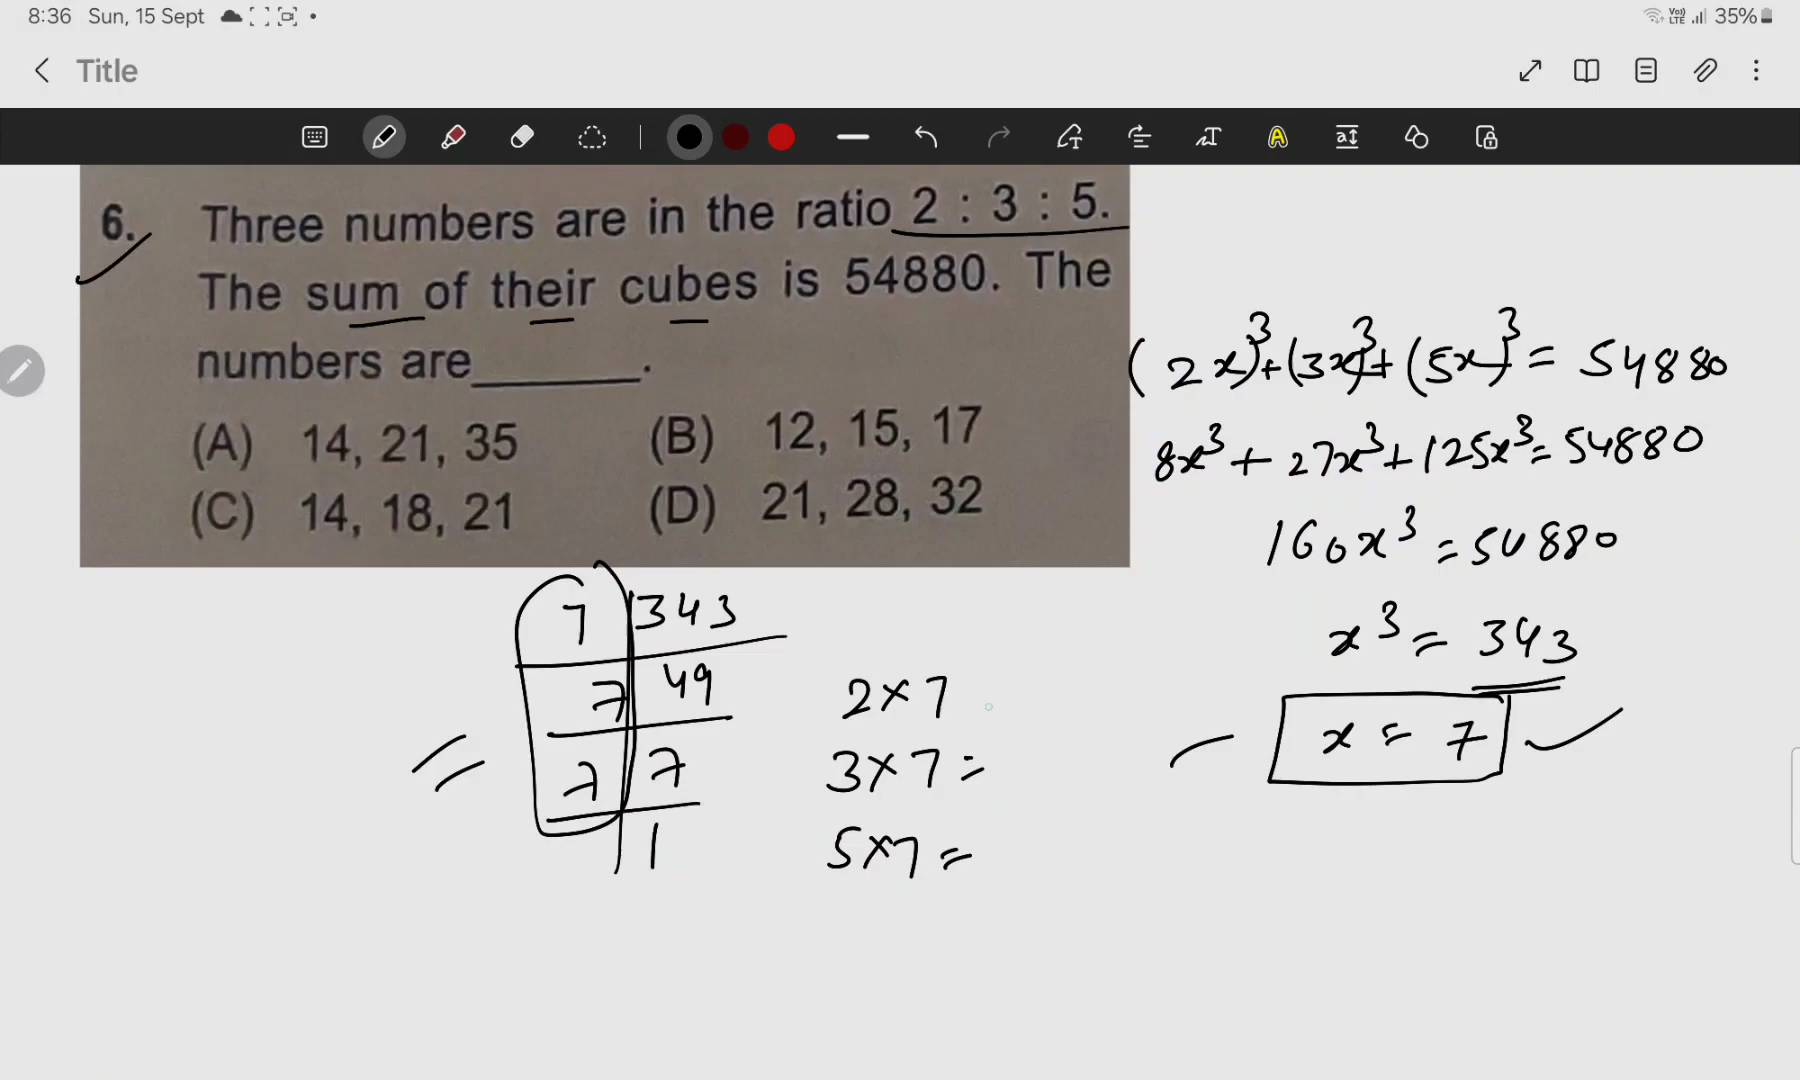 8:36 Sun, 15 Sept
Vo)) LTE 35%
Title
6. Three numbers are in the ratio 2 : 3 : 5.
The sum of their cubes is 54880. The
numbers are______.
(A) 14, 21, 35 (B) 12, 15, 17
(C) 14, 18, 21 (D) 21, 28, 32
(2x)³+(3x)³+(5x)³ = 54880
8x³ + 27x³ + 125x³ = 54880
160x³ = 54880
x³ = 343
x = 7
7 343
7 49
7 7
1
2×7
3×7 =
5×7 =